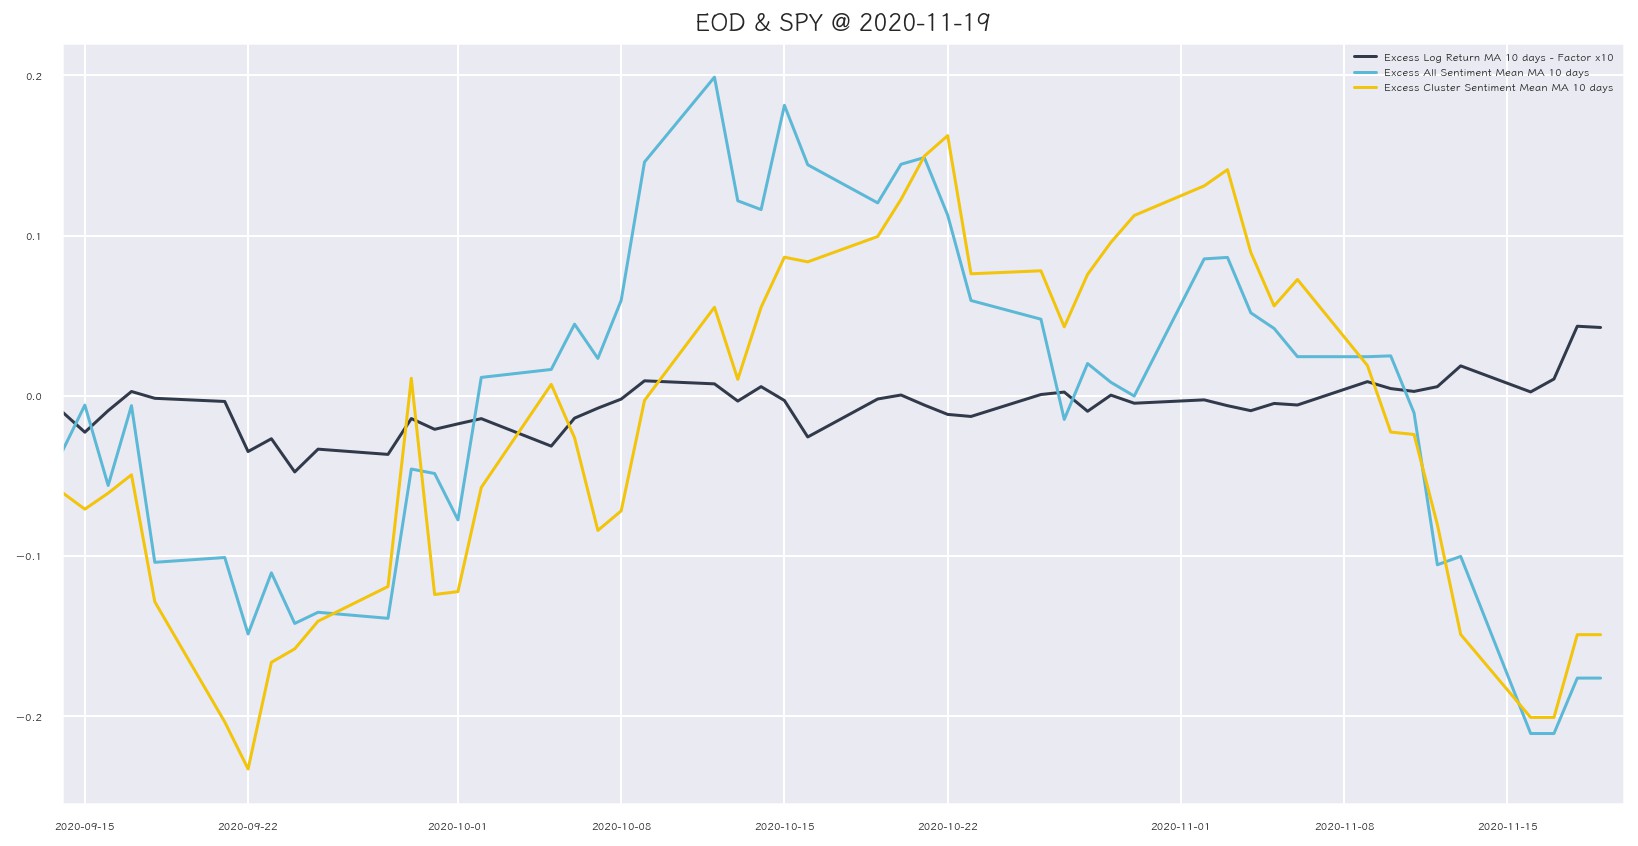 EOD & SPY @ 2020-11-19
Excess Log Return MA 10 days - Factor x10
Excess All Sentiment Mean MA 10 days
Excess Cluster Sentiment Mean MA 10 days
0.2
0.1
0.0
−0.1
−0.2
2020-09-15 2020-09-22 2020-10-01 2020-10-08 2020-10-15 2020-10-22 2020-11-01 2020-11-08 2020-11-15